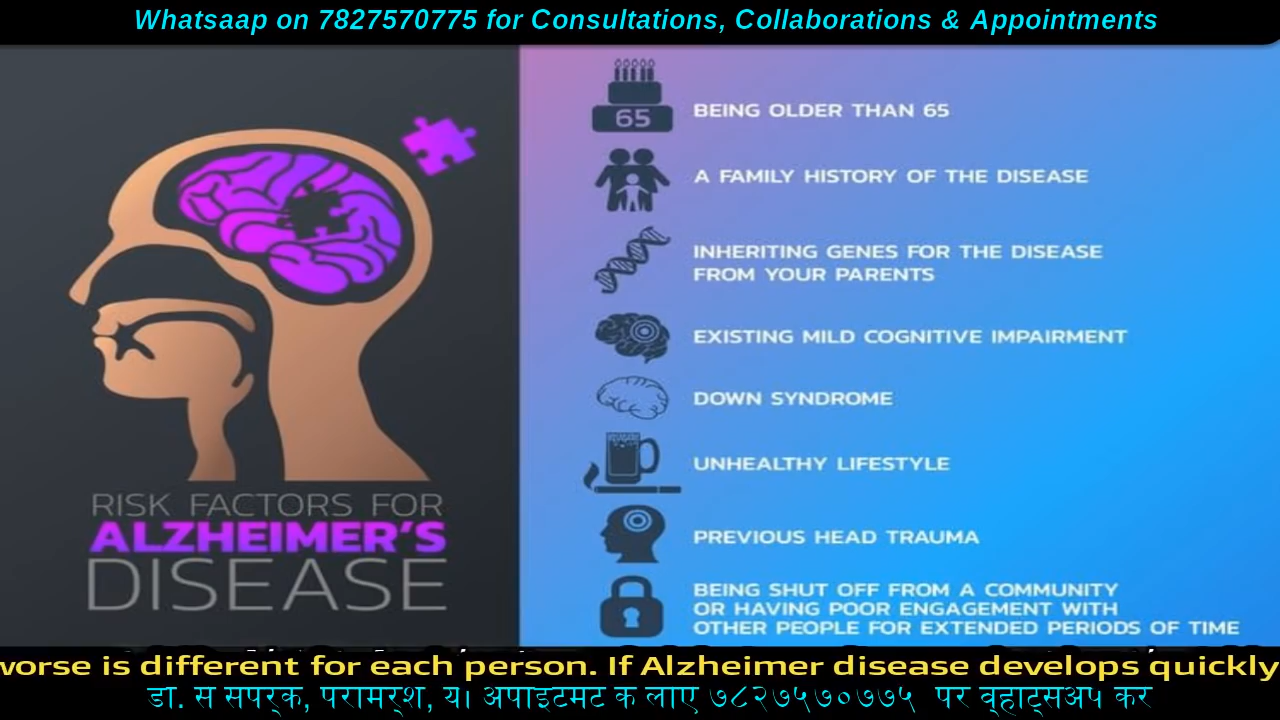 Whatsaap on 7827570775 for Consultations, Collaborations & Appointments
65
BEING OLDER THAN 65
A FAMILY HISTORY OF THE DISEASE
INHERITING GENES FOR THE DISEASE
FROM YOUR PARENTS
EXISTING MILD COGNITIVE IMPAIRMENT
DOWN SYNDROME
UNHEALTHY LIFESTYLE
PREVIOUS HEAD TRAUMA
BEING SHUT OFF FROM A COMMUNITY
OR HAVING POOR ENGAGEMENT WITH
OTHER PEOPLE FOR EXTENDED PERIODS OF TIME
RISK FACTORS FOR
ALZHEIMER'S
DISEASE
is different for each person. If Alzheimer disease develops quickly
डा. स सपर्क, परामर्श, या अपाइटमट क लाए ७८२७५७०७७५ पर व्हाट्सअप कर